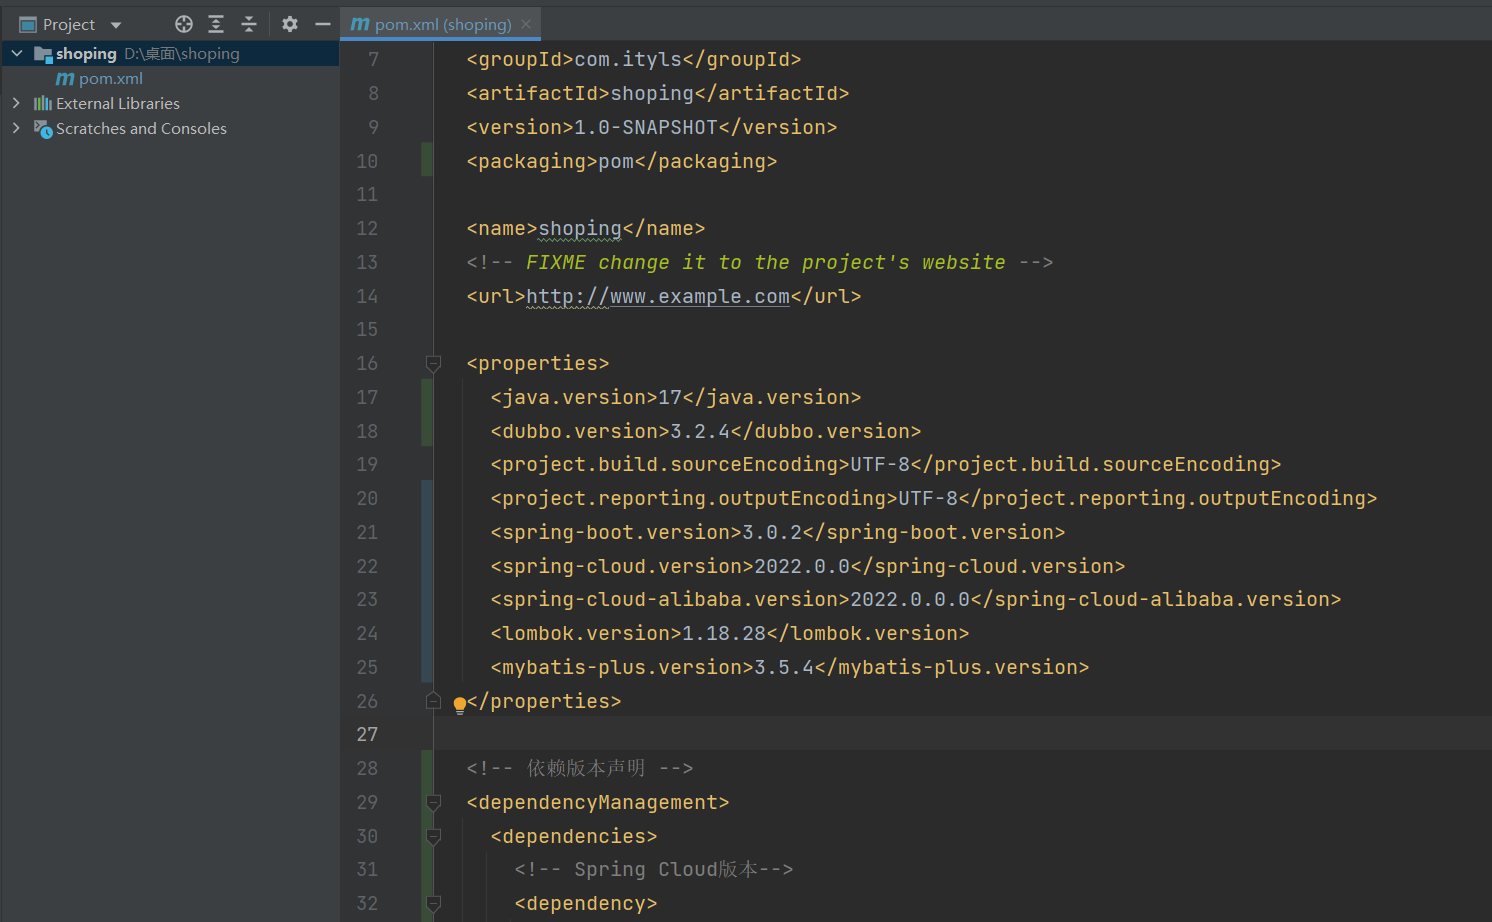 Project
pom.xml (shoping)
shoping D:\桌面\shoping
pom.xml
External Libraries
Scratches and Consoles
7 <groupId>com.ityls</groupId>
8 <artifactId>shoping</artifactId>
9 <version>1.0-SNAPSHOT</version>
10 <packaging>pom</packaging>
11
12 <name>shoping</name>
13 <!-- FIXME change it to the project's website -->
14 <url>http://www.example.com</url>
15
16 <properties>
17 <java.version>17</java.version>
18 <dubbo.version>3.2.4</dubbo.version>
19 <project.build.sourceEncoding>UTF-8</project.build.sourceEncoding>
20 <project.reporting.outputEncoding>UTF-8</project.reporting.outputEncoding>
21 <spring-boot.version>3.0.2</spring-boot.version>
22 <spring-cloud.version>2022.0.0</spring-cloud.version>
23 <spring-cloud-alibaba.version>2022.0.0.0</spring-cloud-alibaba.version>
24 <lombok.version>1.18.28</lombok.version>
25 <mybatis-plus.version>3.5.4</mybatis-plus.version>
26 </properties>
27
28 <!-- 依赖版本声明 -->
29 <dependencyManagement>
30 <dependencies>
31 <!-- Spring Cloud版本-->
32 <dependency>